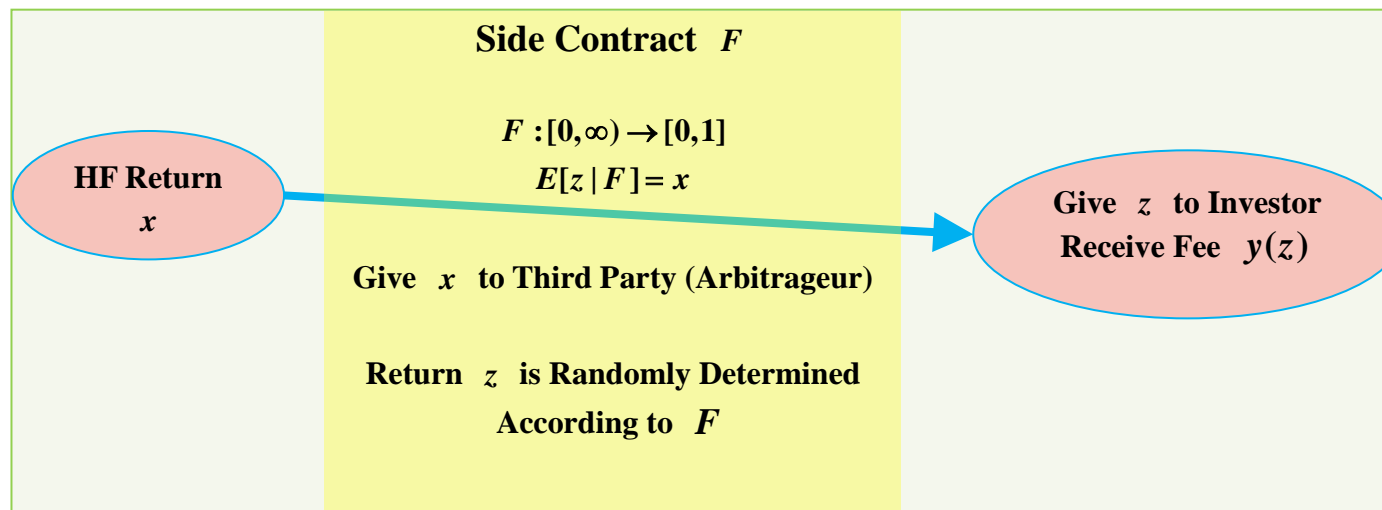 HF Return
x
Side Contract F
F :[0,∞) → [0,1]
E[z | F] = x
Give x to Third Party (Arbitrageur)
Return z is Randomly Determined
According to F
Give z to Investor
Receive Fee y(z)